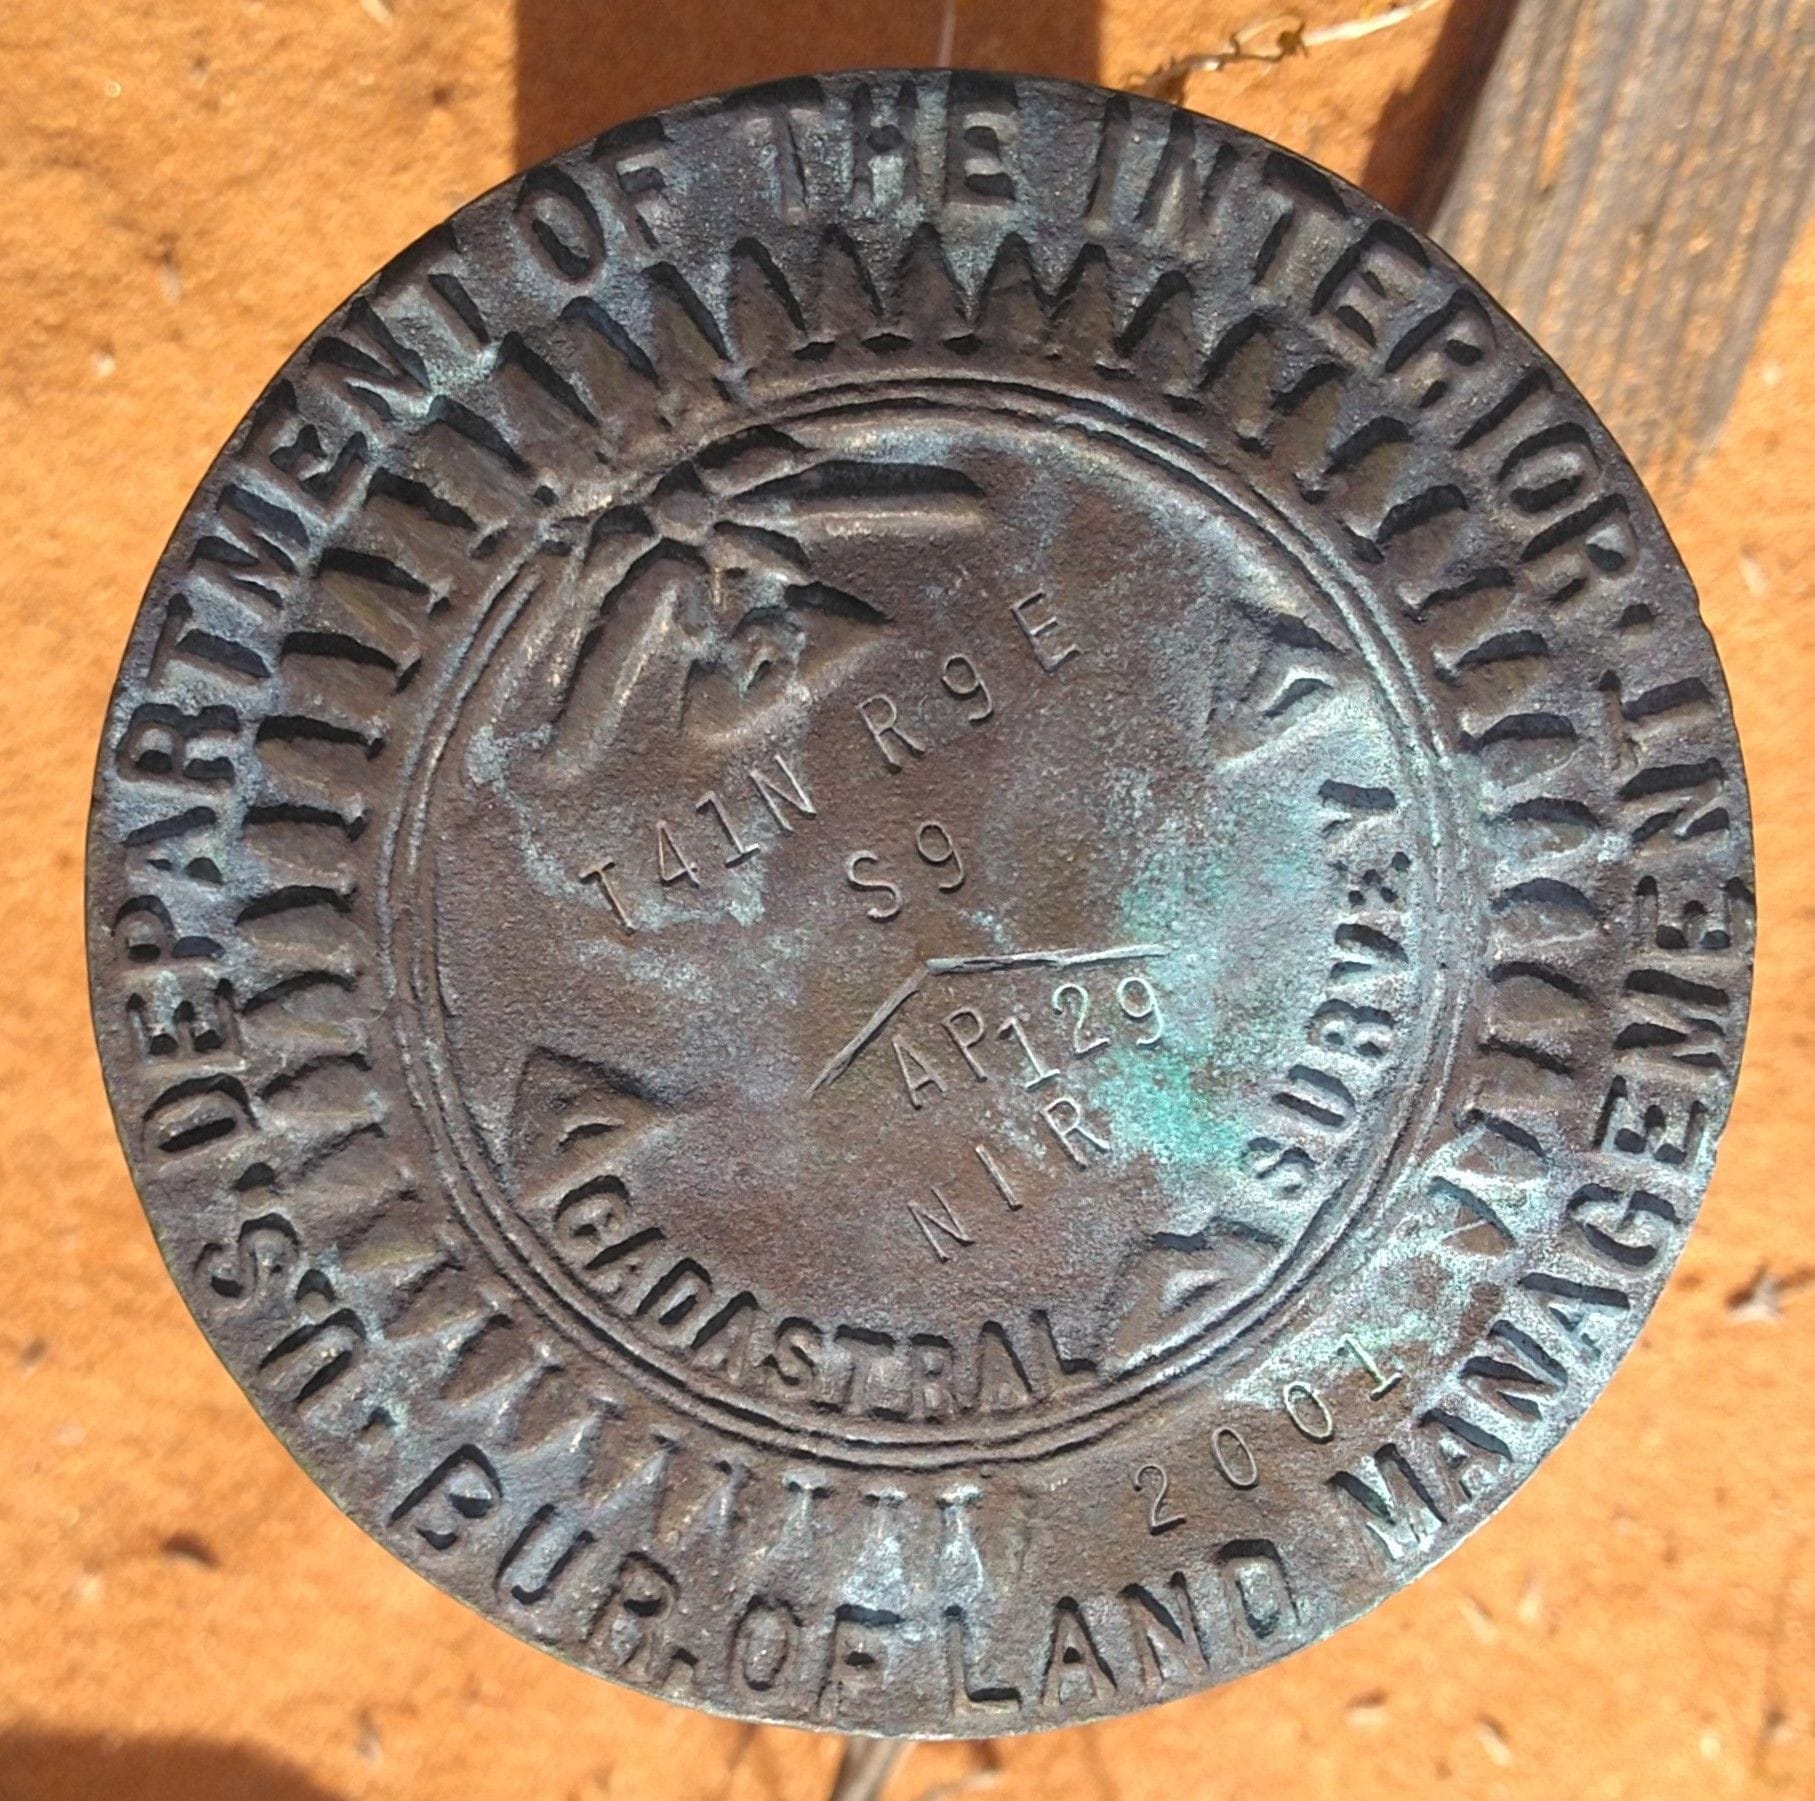 U.S. DEPARTMENT OF THE INTERIOR.
BUR. OF LAND MANAGEMENT
T41N R9E
S9
AP129
NIR
CADASTRAL SURVEY
2001